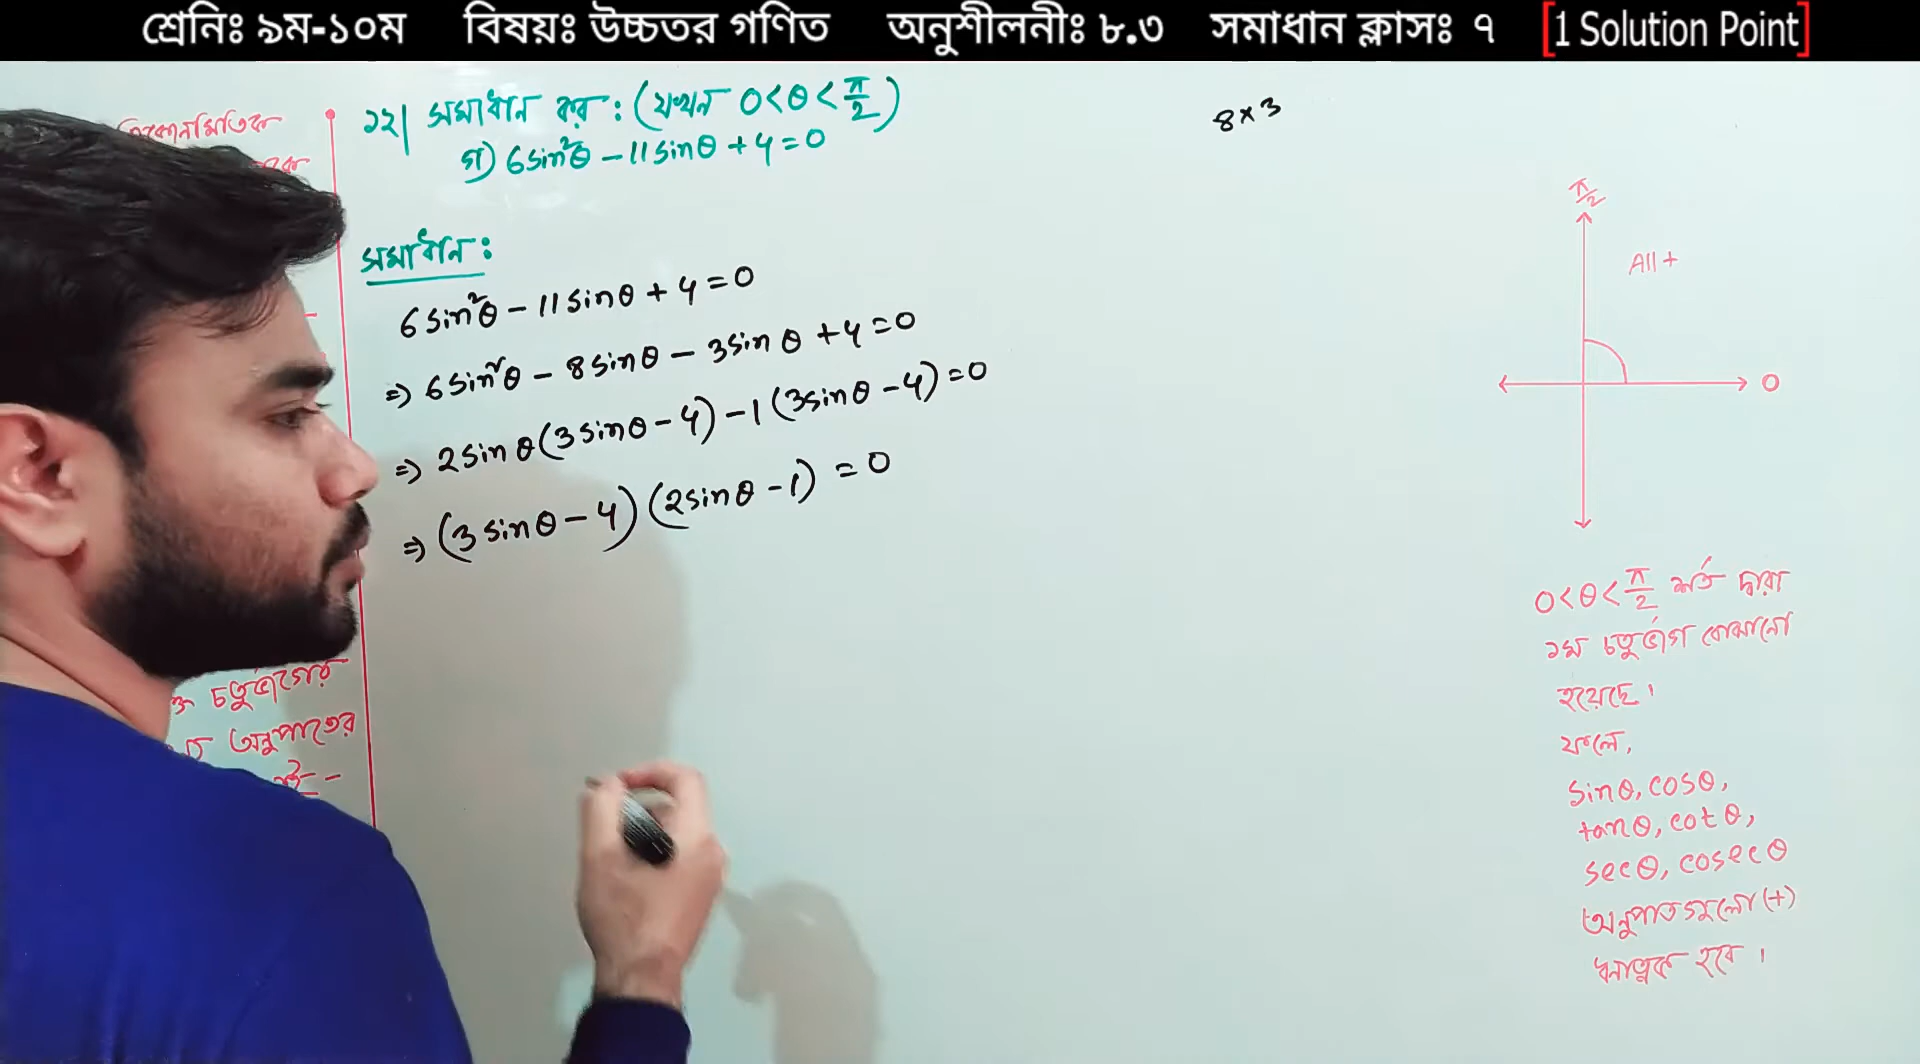 শ্রেনিঃ ৯ম-১০ম বিষয়ঃ উচ্চতর গণিত অনুশীলনীঃ ৮.৩ সমাধান ক্লাসঃ ৭ [1 Solution Point]
১২| সমাধান কর : (যখন 0<θ<π/2)
গ) 6sin²θ - 11sinθ + 4 = 0
8×3
সমাধান :
6sin²θ - 11sinθ + 4 = 0
⇒ 6sin²θ - 8sinθ - 3sinθ + 4 = 0
⇒ 2sinθ(3sinθ - 4) - 1(3sinθ - 4) = 0
⇒ (3sinθ - 4)(2sinθ - 1) = 0
চতুর্ভাগের
অনুপাতের
π/2
All +
0
0<θ<π/2 শর্ত দ্বারা
১ম চতুর্ভাগ বোঝানো
হয়েছে।
ফলে,
sinθ, cosθ,
tanθ, cotθ,
secθ, cosecθ
অনুপাতগুলো (+)
ধনাত্নক হবে।